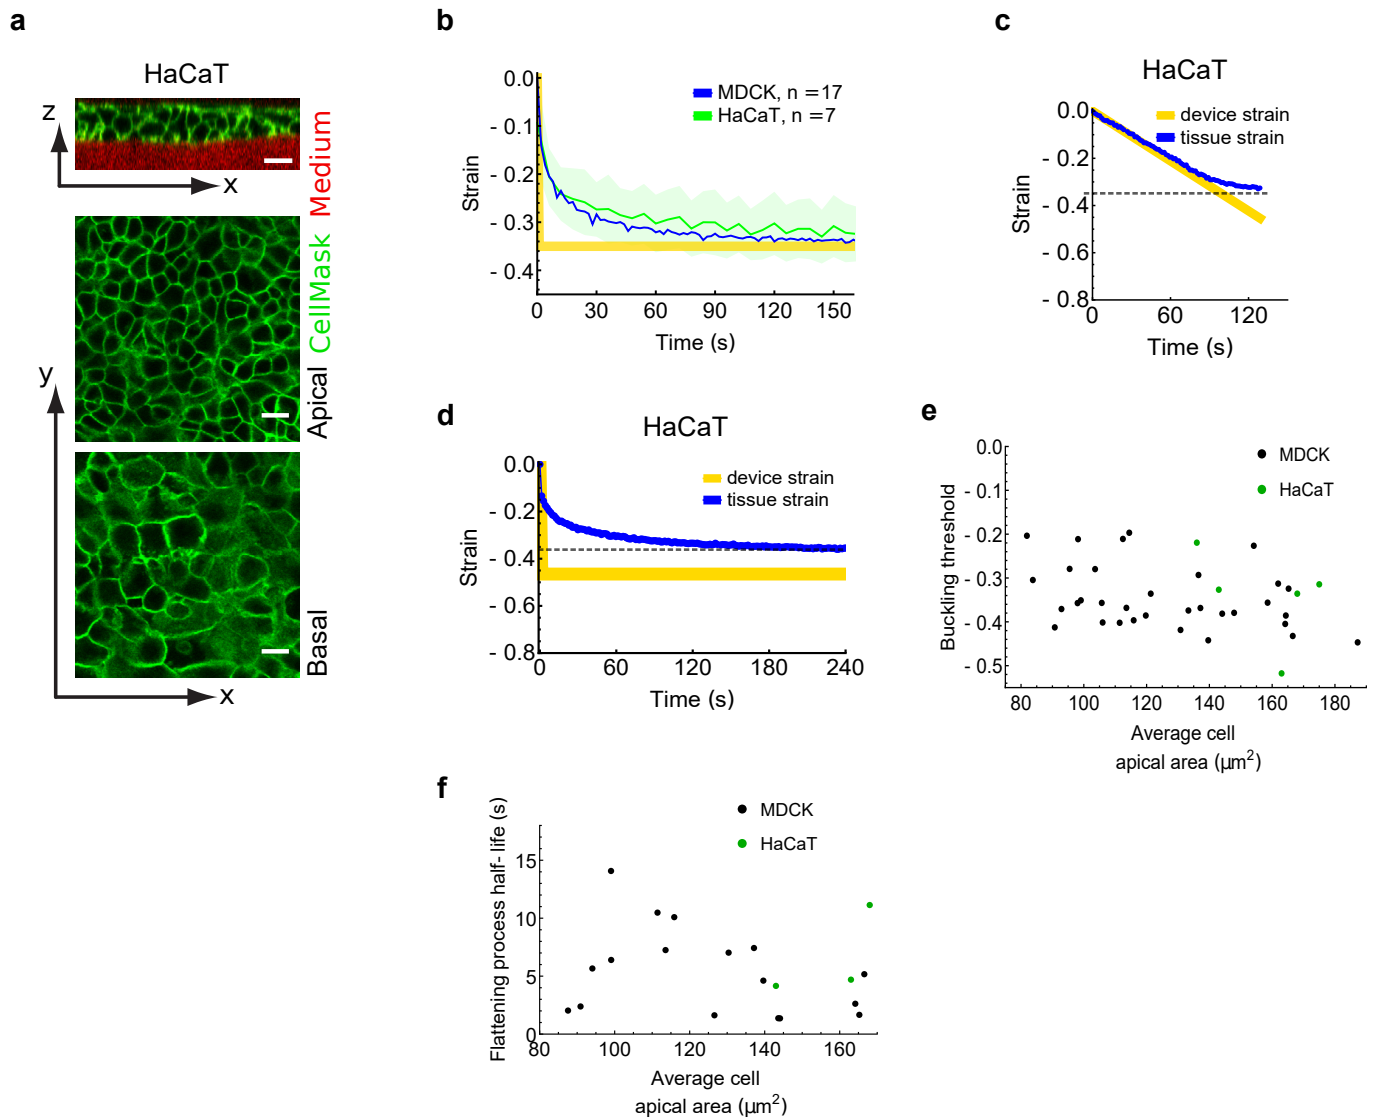 a
HaCaT
z
x
Medium
CellMask
Apical
y
Basal
x
b
0.0
- 0.1
- 0.2
- 0.3
- 0.4
Strain
MDCK, n =17
HaCaT, n =7
0 30 60 90 120 150
Time (s)
c
HaCaT
0.0
- 0.2
- 0.4
- 0.6
- 0.8
Strain
device strain
tissue strain
0 60 120
Time (s)
d
HaCaT
0.0
- 0.2
- 0.4
- 0.6
- 0.8
Strain
device strain
tissue strain
0 60 120 180 240
Time (s)
e
0.0
- 0.1
- 0.2
- 0.3
- 0.4
- 0.5
Buckling threshold
MDCK
HaCaT
80 100 120 140 160 180
Average cell
apical area (µm²)
f
Flattening process half- life (s)
15
10
5
0
MDCK
HaCaT
80 100 120 140 160
Average cell
apical area (µm²)